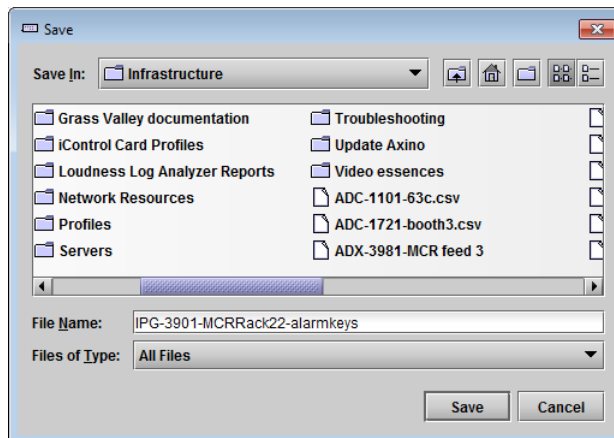 Save
Save In: Infrastructure
Grass Valley documentation
iControl Card Profiles
Loudness Log Analyzer Reports
Network Resources
Profiles
Servers
Troubleshooting
Update Axino
Video essences
ADC-1101-63c.csv
ADC-1721-booth3.csv
ADX-3981-MCR feed 3
File Name: IPG-3901-MCRRack22-alarmkeys
Files of Type: All Files
Save Cancel